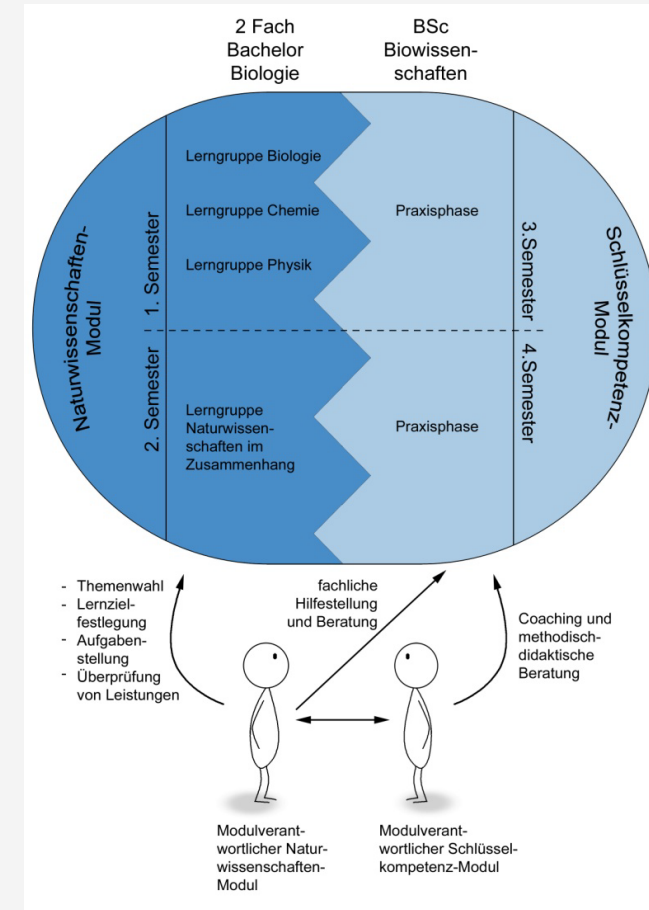 2 Fach
Bachelor
Biologie
BSc
Biowissen-
schaften
Naturwissenschaften-
Modul
1. Semester
2. Semester
Lerngruppe Biologie
Lerngruppe Chemie
Lerngruppe Physik
Lerngruppe
Naturwissen-
schaften im
Zusammenhang
Praxisphase
Praxisphase
3.Semester
4.Semester
Schlüsselkompetenz-
Modul
- Themenwahl
- Lernziel-
festlegung
- Aufgaben-
stellung
- Überprüfung
von Leistungen
fachliche
Hilfestellung
und Beratung
Coaching und
methodisch-
didaktische
Beratung
Modulverant-
wortlicher Natur-
wissenschaften-
Modul
Modulverant-
wortlicher Schlüssel-
kompetenz-Modul